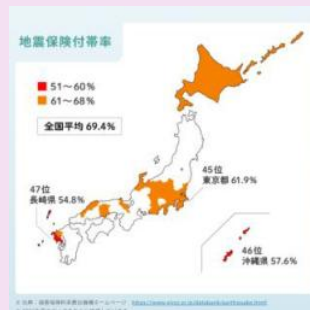 地震保険付帯率
51～60%
61～68%
全国平均 69.4%
45位
東京都 61.9%
47位
長崎県 54.8%
46位
沖縄県 57.6%